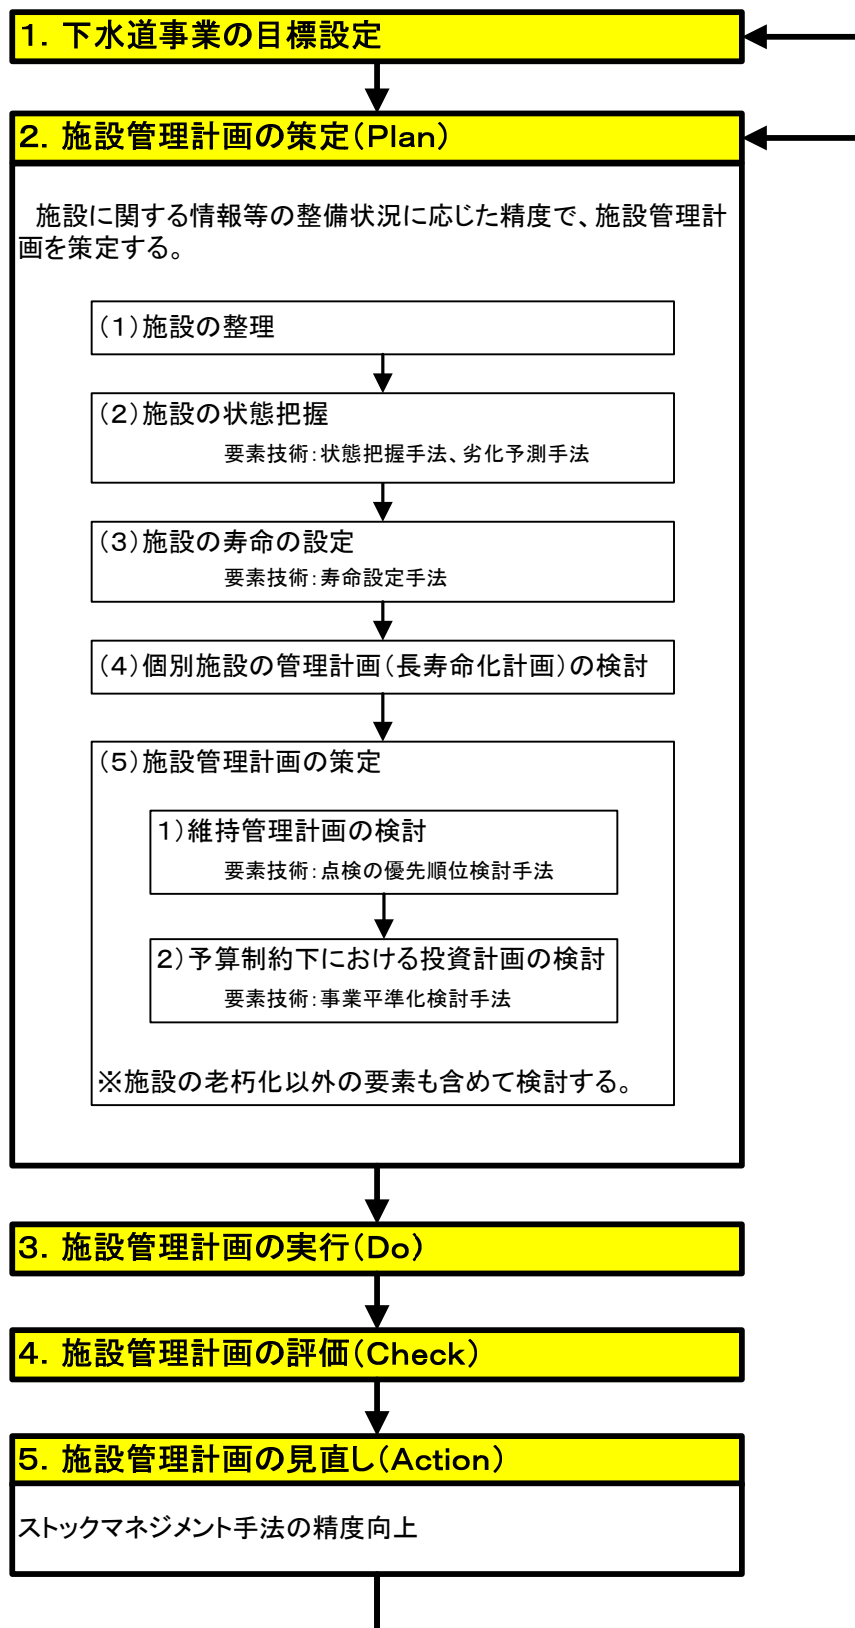 1．下水道事業の目標設定
2．施設管理計画の策定（Plan）
　施設に関する情報等の整備状況に応じた精度で、施設管理計
画を策定する。
（1）施設の整理
（2）施設の状態把握
要素技術：状態把握手法、劣化予測手法
（3）施設の寿命の設定
要素技術：寿命設定手法
（4）個別施設の管理計画（長寿命化計画）の検討
（5）施設管理計画の策定
1）維持管理計画の検討
要素技術：点検の優先順位検討手法
2）予算制約下における投資計画の検討
要素技術：事業平準化検討手法
※施設の老朽化以外の要素も含めて検討する。
3．施設管理計画の実行（Do）
4．施設管理計画の評価（Check）
5．施設管理計画の見直し（Action）
ストックマネジメント手法の精度向上